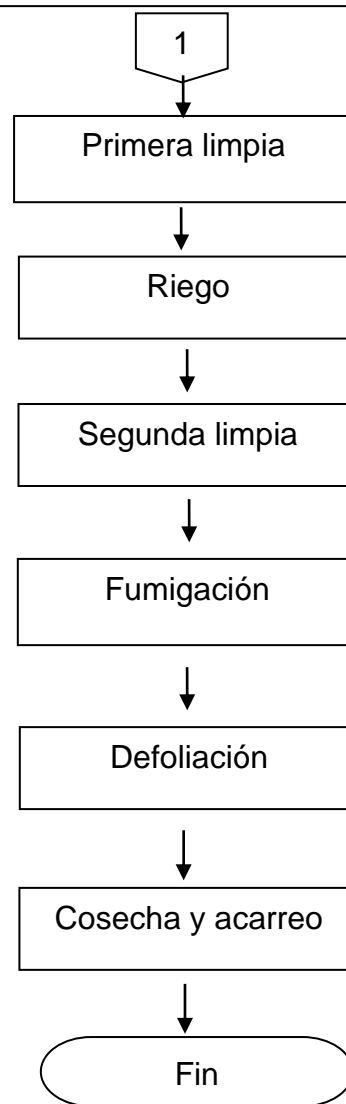 1
Primera limpia
Riego
Segunda limpia
Fumigación
Defoliación
Cosecha y acarreo
Fin